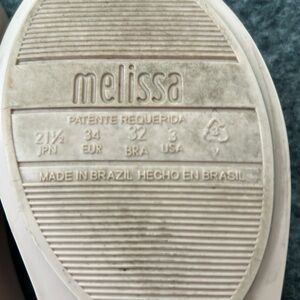 melissa
PATENTE REQUERIDA
21½ 34 32 3
JPN EUR BRA USA
MADE IN BRAZIL HECHO EN BRASIL